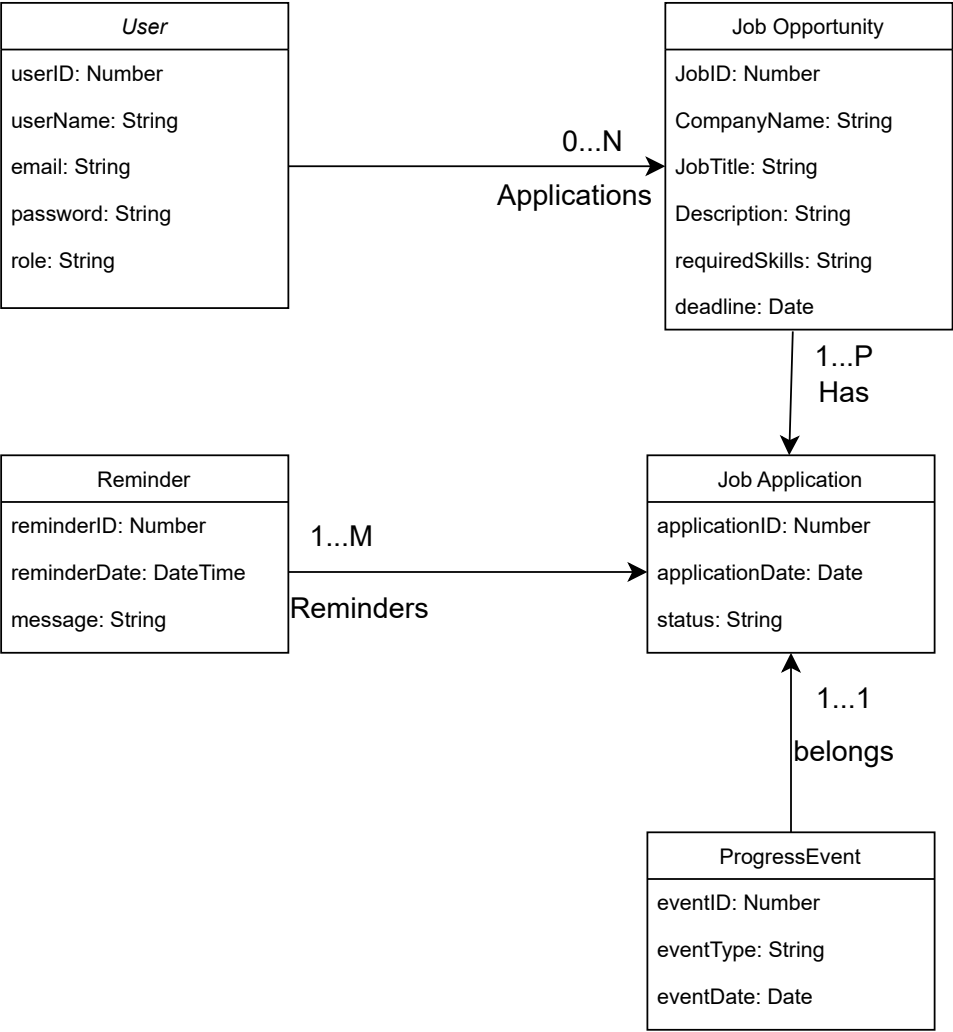 User
userID: Number
userName: String
email: String
password: String
role: String
0...N
Applications
Job Opportunity
JobID: Number
CompanyName: String
JobTitle: String
Description: String
requiredSkills: String
deadline: Date
1...P
Has
Reminder
reminderID: Number
reminderDate: DateTime
message: String
1...M
Reminders
Job Application
applicationID: Number
applicationDate: Date
status: String
1...1
belongs
ProgressEvent
eventID: Number
eventType: String
eventDate: Date